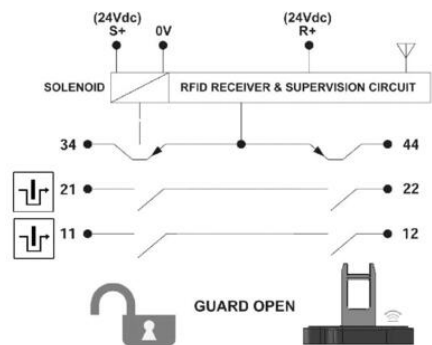 (24Vdc) (24Vdc)
S+ 0V R+
SOLENOID RFID RECEIVER & SUPERVISION CIRCUIT
34 44
21 22
11 12
GUARD OPEN